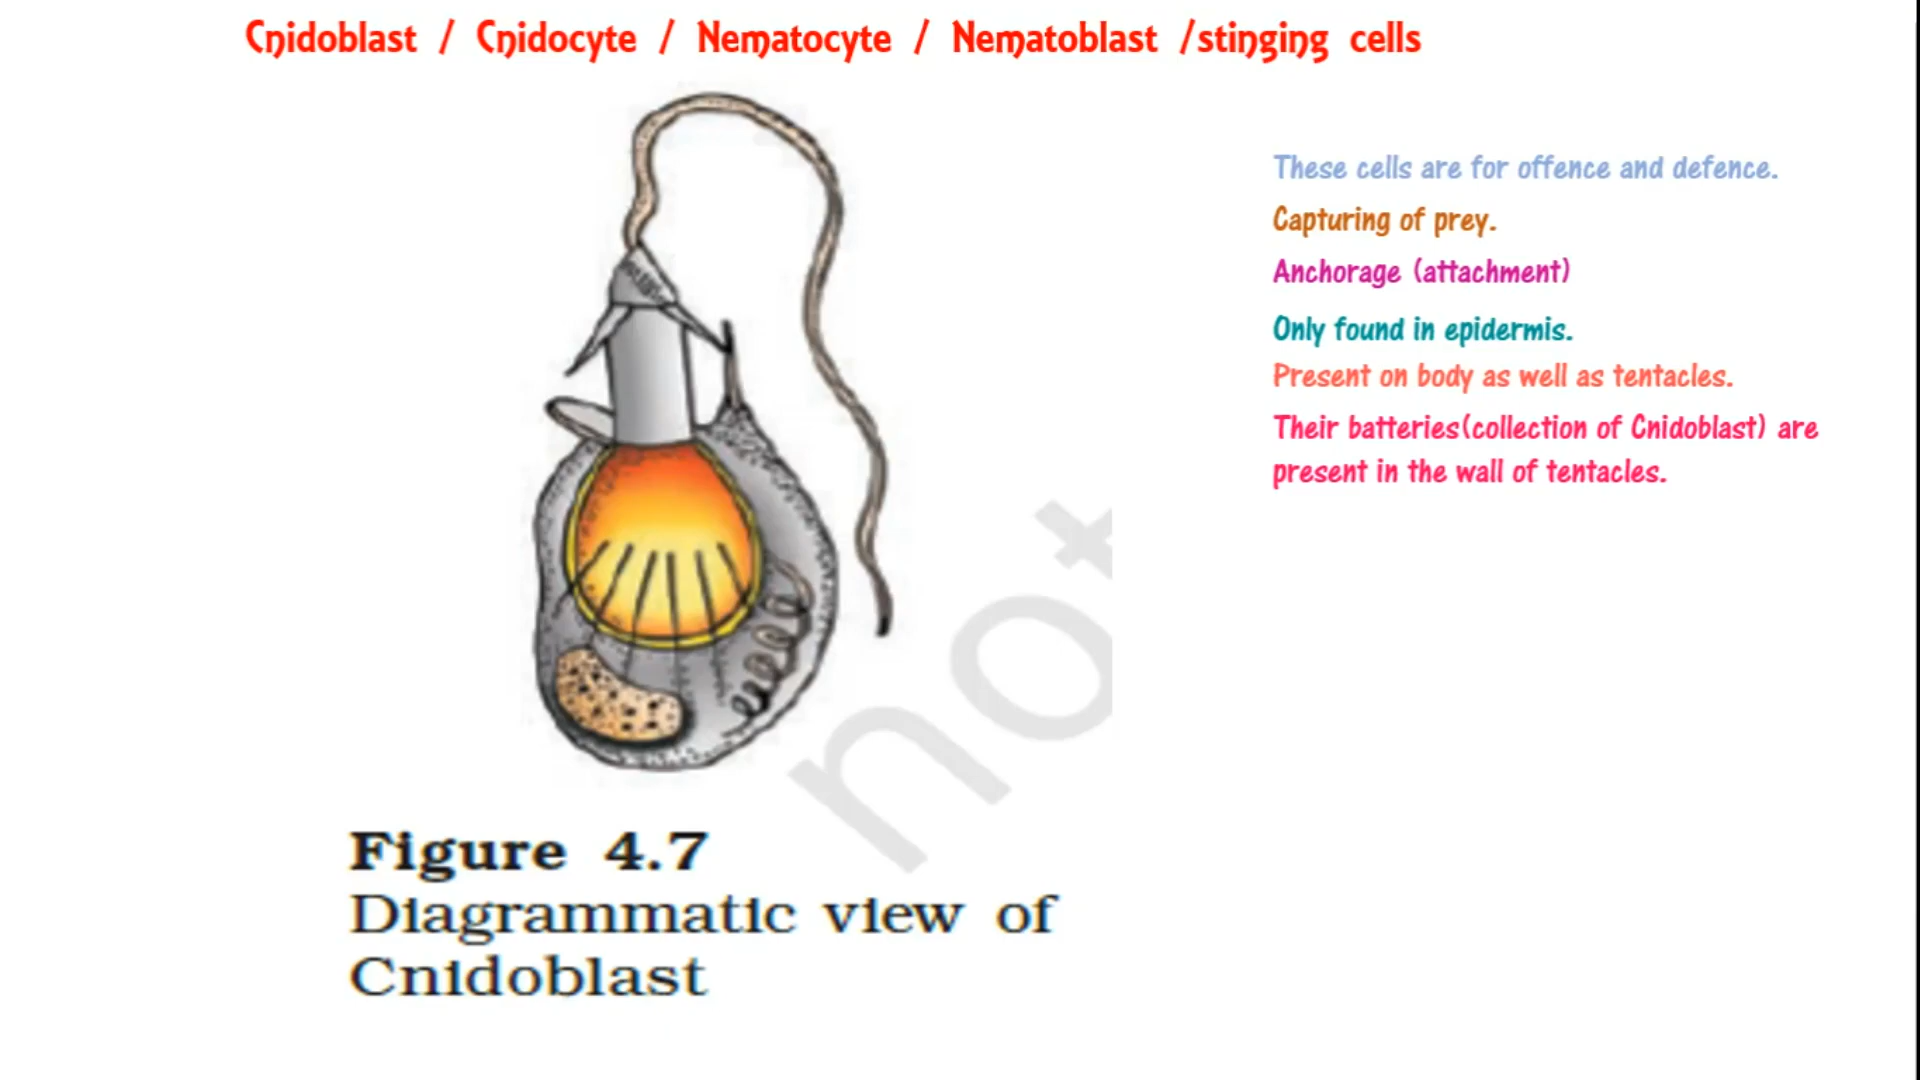 Cnidoblast / Cnidocyte / Nematocyte / Nematoblast /stinging cells
These cells are for offence and defence.
Capturing of prey.
Anchorage (attachment)
Only found in epidermis.
Present on body as well as tentacles.
Their batteries(collection of Cnidoblast) are
present in the wall of tentacles.
not
Figure 4.7
Diagrammatic view of
Cnidoblast